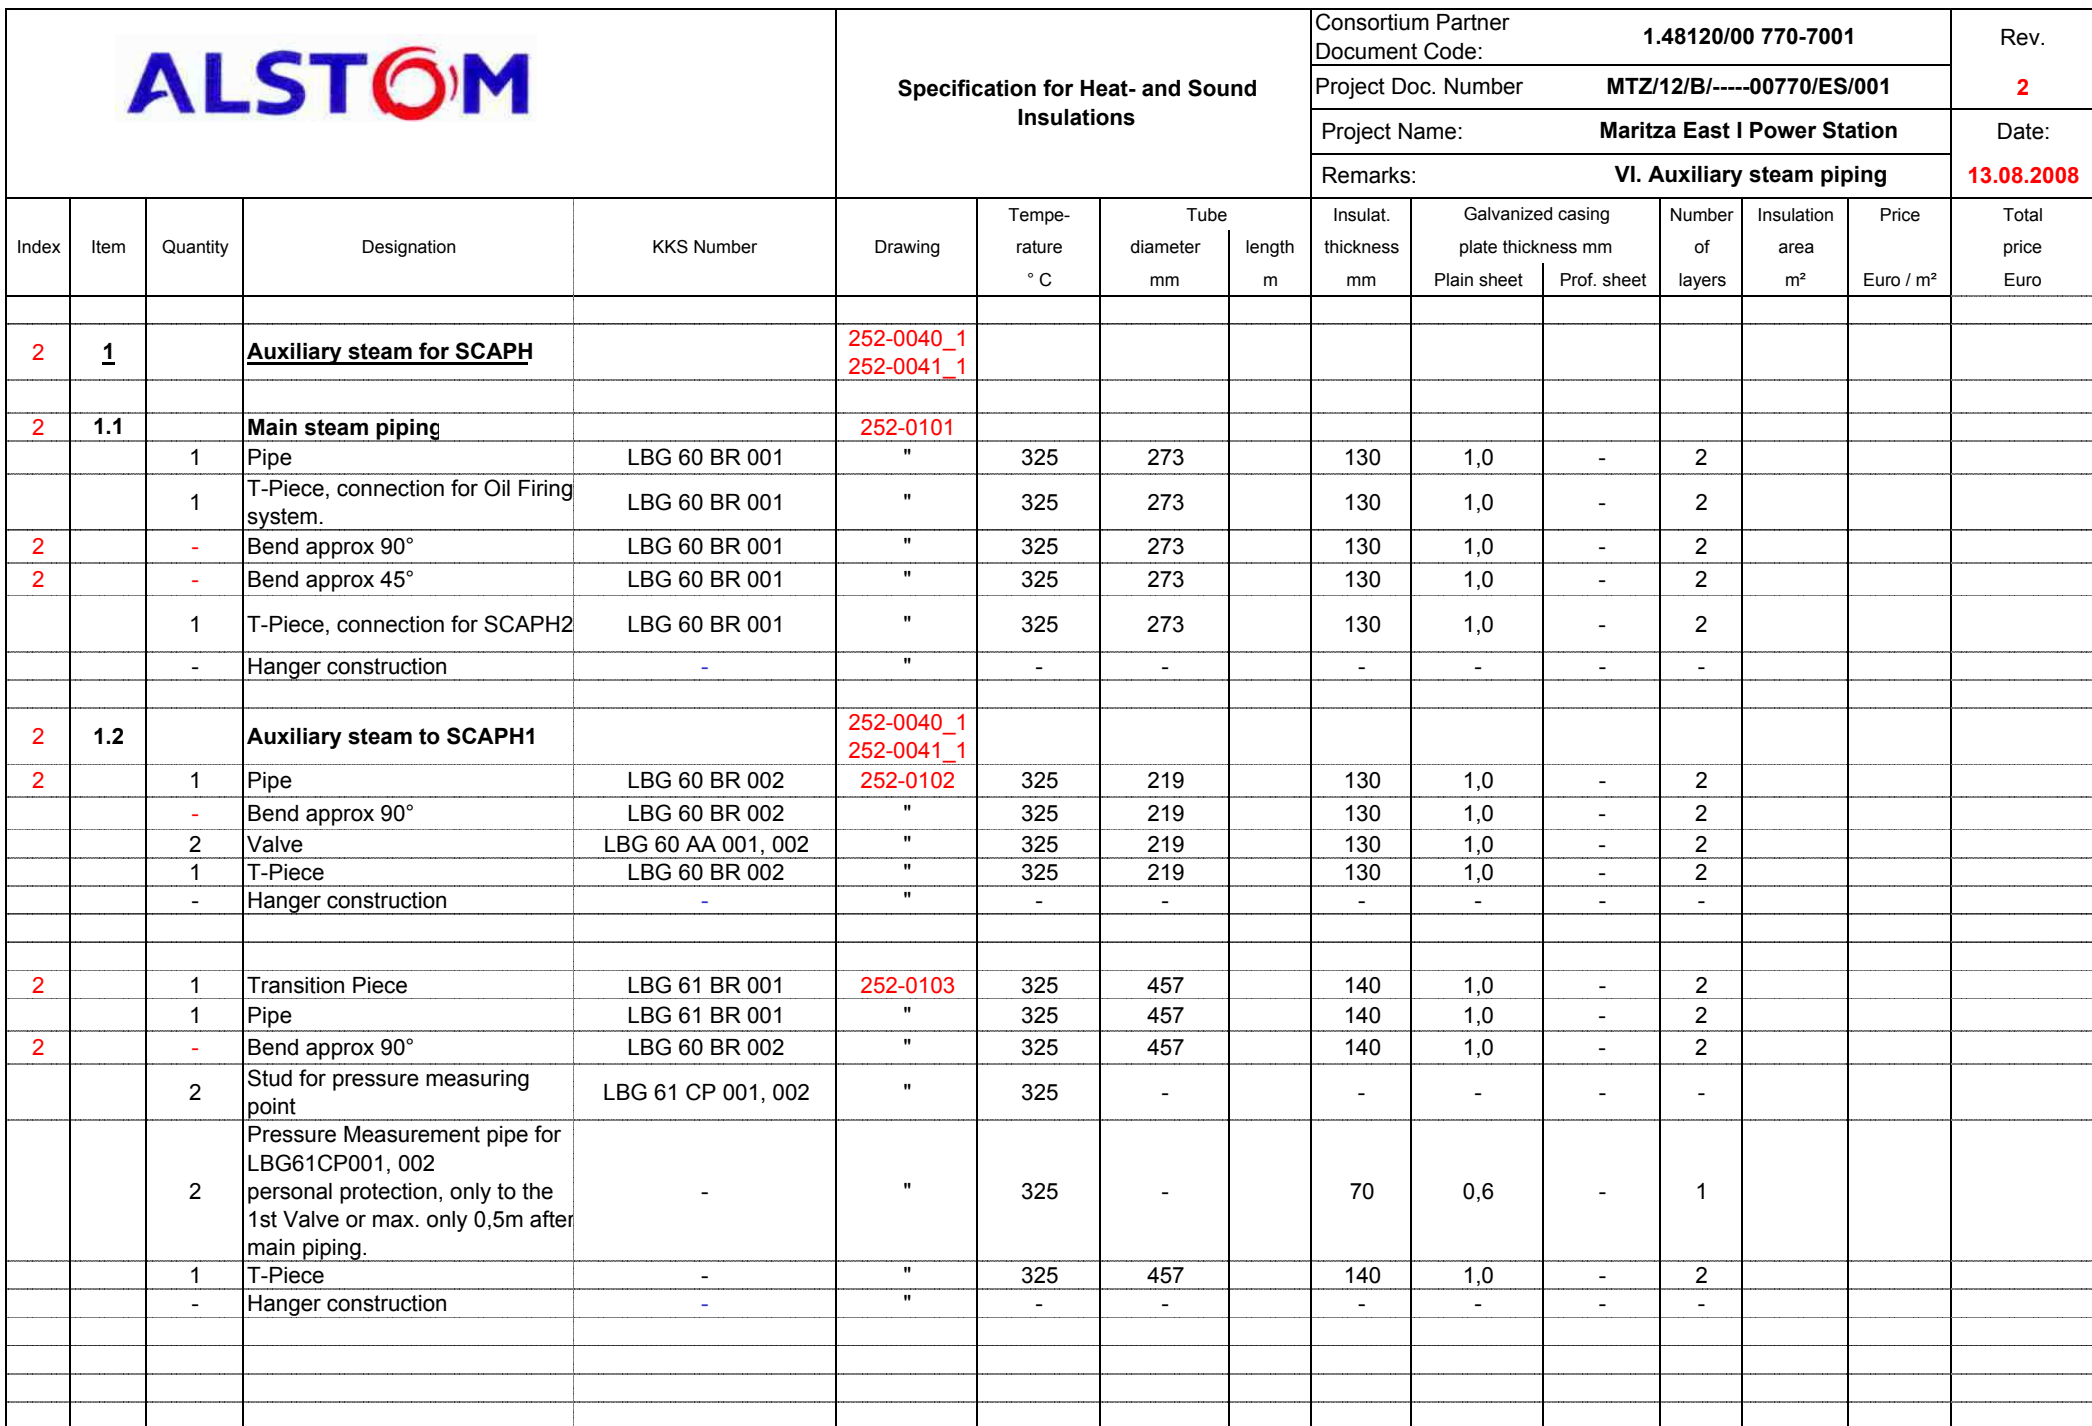 ALSTOM
Specification for Heat- and Sound
Insulations
Consortium Partner
Document Code:
1.48120/00 770-7001
Rev.
Project Doc. Number
MTZ/12/B/-----00770/ES/001
2
Project Name:
Maritza East I Power Station
Date:
Remarks:
VI. Auxiliary steam piping
13.08.2008
Index
Item
Quantity
Designation
KKS Number
Drawing
Tempe-
rature
° C
Tube
diameter
mm
length
m
Insulat.
thickness
mm
Galvanized casing
plate thickness mm
Plain sheet
Prof. sheet
Number
of
layers
Insulation
area
m²
Price
Euro / m²
Total
price
Euro
2 1 Auxiliary steam for SCAPH 252-0040_1
252-0041_1
2 1.1 Main steam piping 252-0101
1 Pipe LBG 60 BR 001 " 325 273 130 1,0 - 2
1 T-Piece, connection for Oil Firing
system. LBG 60 BR 001 " 325 273 130 1,0 - 2
2 - Bend approx 90° LBG 60 BR 001 " 325 273 130 1,0 - 2
2 - Bend approx 45° LBG 60 BR 001 " 325 273 130 1,0 - 2
1 T-Piece, connection for SCAPH2 LBG 60 BR 001 " 325 273 130 1,0 - 2
- Hanger construction - " - - - - - -
2 1.2 Auxiliary steam to SCAPH1 252-0040_1
252-0041_1
2 1 Pipe LBG 60 BR 002 252-0102 325 219 130 1,0 - 2
- Bend approx 90° LBG 60 BR 002 " 325 219 130 1,0 - 2
2 Valve LBG 60 AA 001, 002 " 325 219 130 1,0 - 2
1 T-Piece LBG 60 BR 002 " 325 219 130 1,0 - 2
- Hanger construction - " - - - - - -
2 1 Transition Piece LBG 61 BR 001 252-0103 325 457 140 1,0 - 2
1 Pipe LBG 61 BR 001 " 325 457 140 1,0 - 2
2 - Bend approx 90° LBG 60 BR 002 " 325 457 140 1,0 - 2
2 Stud for pressure measuring
point LBG 61 CP 001, 002 " 325 - - - - -
Pressure Measurement pipe for
LBG61CP001, 002
2 personal protection, only to the - " 325 - 70 0,6 - 1
1st Valve or max. only 0,5m after
main piping.
1 T-Piece - " 325 457 140 1,0 - 2
- Hanger construction - " - - - - - -